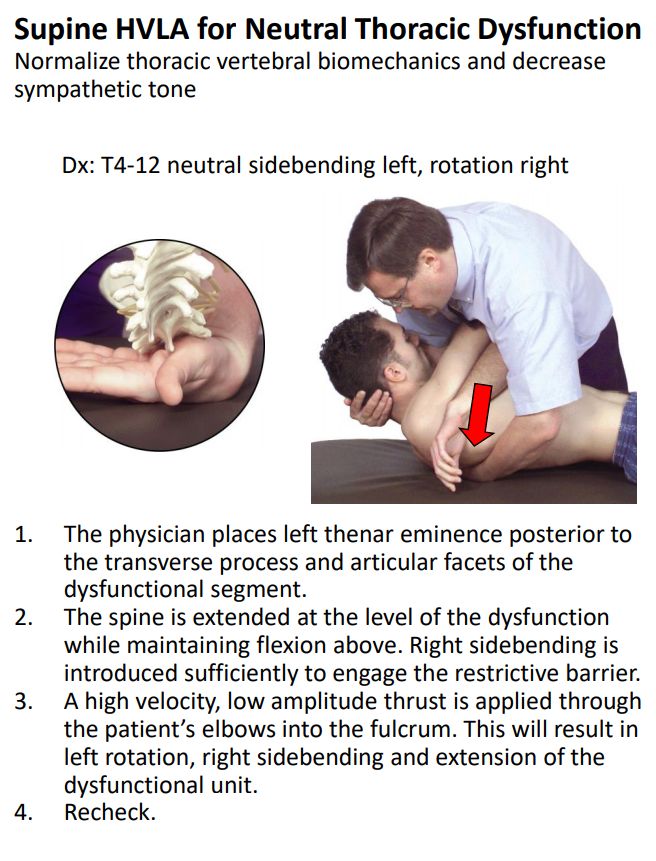 Supine HVLA for Neutral Thoracic Dysfunction
Normalize thoracic vertebral biomechanics and decrease
sympathetic tone
Dx: T4-12 neutral sidebending left, rotation right
1. The physician places left thenar eminence posterior to
the transverse process and articular facets of the
dysfunctional segment.
2. The spine is extended at the level of the dysfunction
while maintaining flexion above. Right sidebending is
introduced sufficiently to engage the restrictive barrier.
3. A high velocity, low amplitude thrust is applied through
the patient’s elbows into the fulcrum. This will result in
left rotation, right sidebending and extension of the
dysfunctional unit.
4. Recheck.